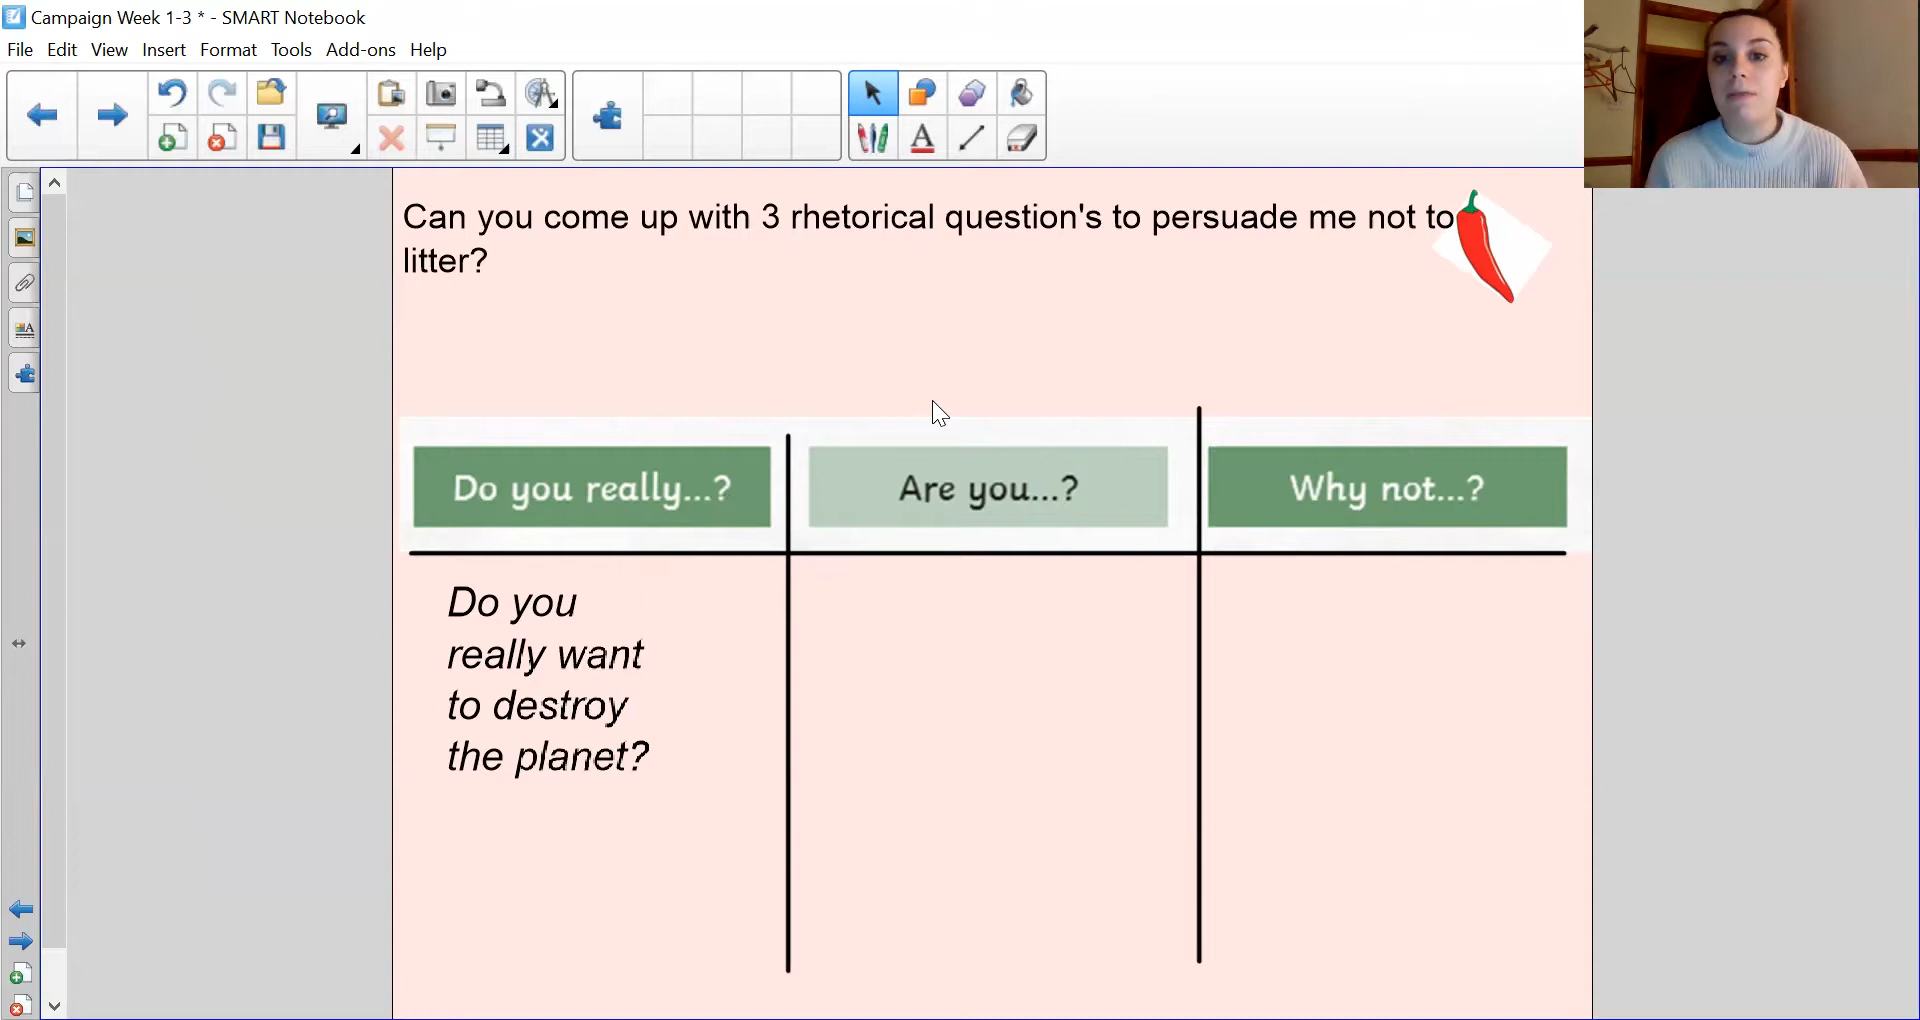 Campaign Week 1-3 * - SMART Notebook
File Edit View Insert Format Tools Add-ons Help
Can you come up with 3 rhetorical question's to persuade me not to
litter?
Do you really...? Are you...? Why not...?
Do you
really want
to destroy
the planet?